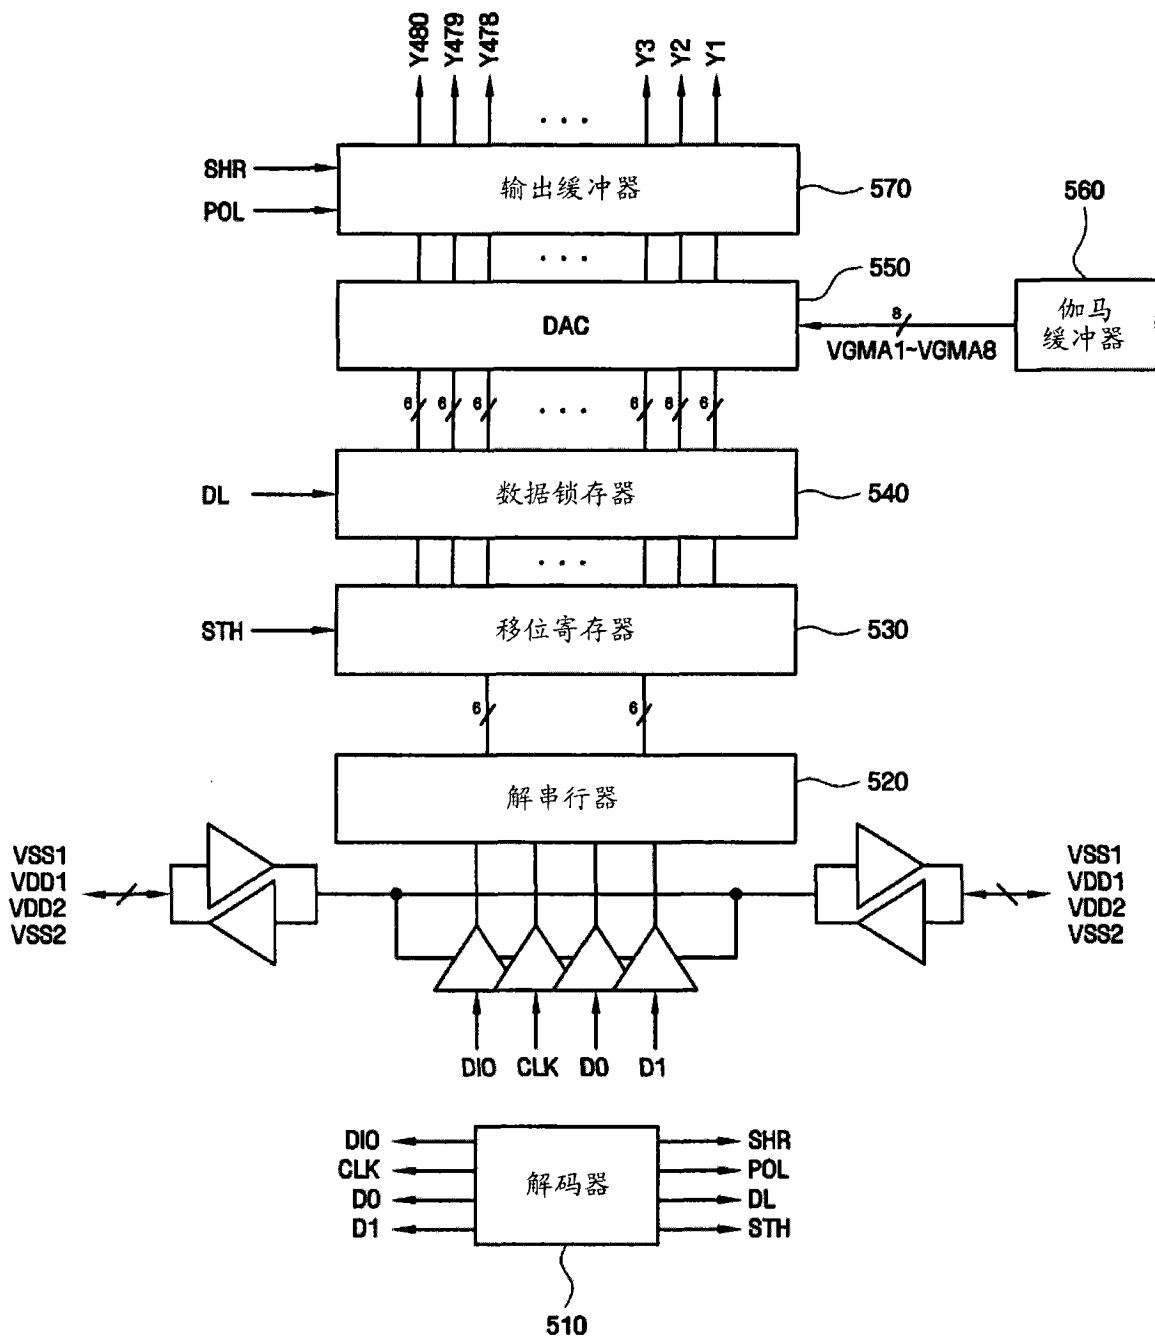 Y480 Y479 Y478 ... Y3 Y2 Y1
SHR
POL
输出缓冲器
570
560
...
550
DAC
8
VGMA1~VGMA8
伽马
缓冲器
6 6 6 ... 6 6 6
DL
数据锁存器
540
...
STH
移位寄存器
530
6 6
解串行器
520
VSS1
VDD1
VDD2
VSS2
VSS1
VDD1
VDD2
VSS2
DIO CLK D0 D1
DIO
CLK
D0
D1
解码器
SHR
POL
DL
STH
510